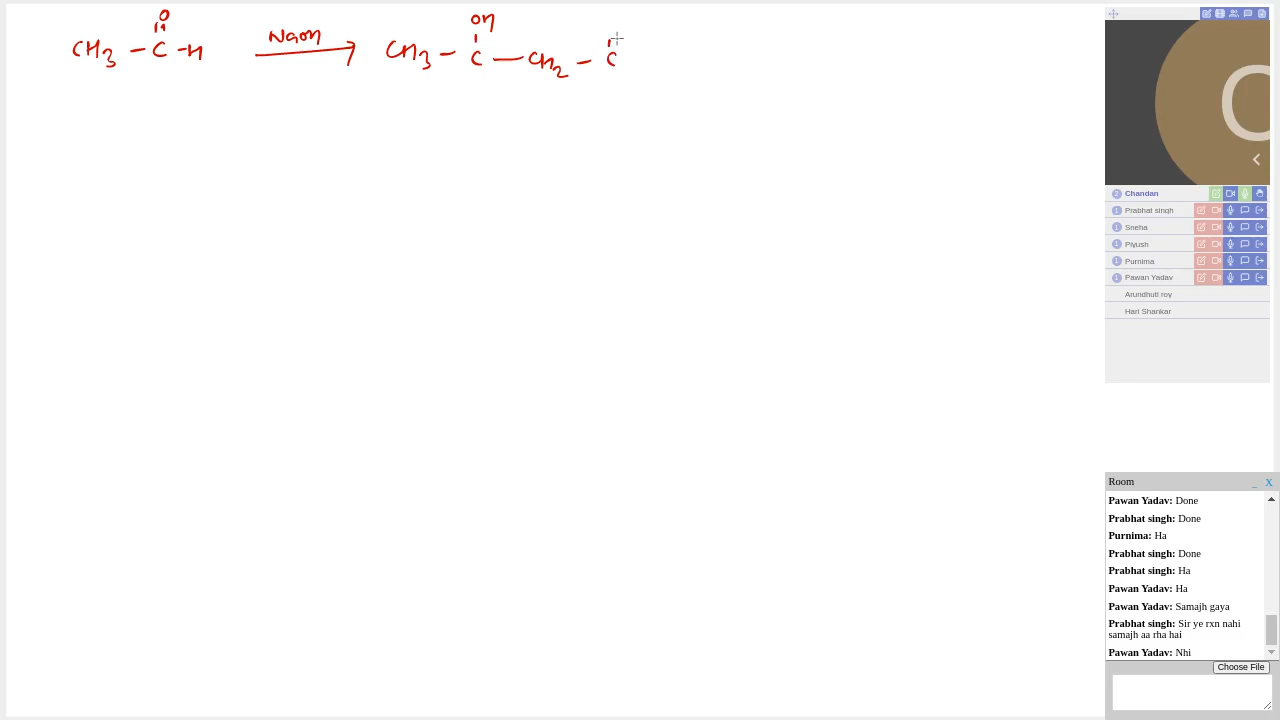 O OH
CH3 - C - H NaOH CH3 - C - CH2 - C
C
Chandan
Prabhat singh
Sneha
Piyush
Purnima
Pawan Yadav
Arundhuti roy
Hari Shankar
Room _ X
Pawan Yadav: Done
Prabhat singh: Done
Purnima: Ha
Prabhat singh: Done
Prabhat singh: Ha
Pawan Yadav: Ha
Pawan Yadav: Samajh gaya
Prabhat singh: Sir ye rxn nahi
samajh aa rha hai
Pawan Yadav: Nhi
Choose File